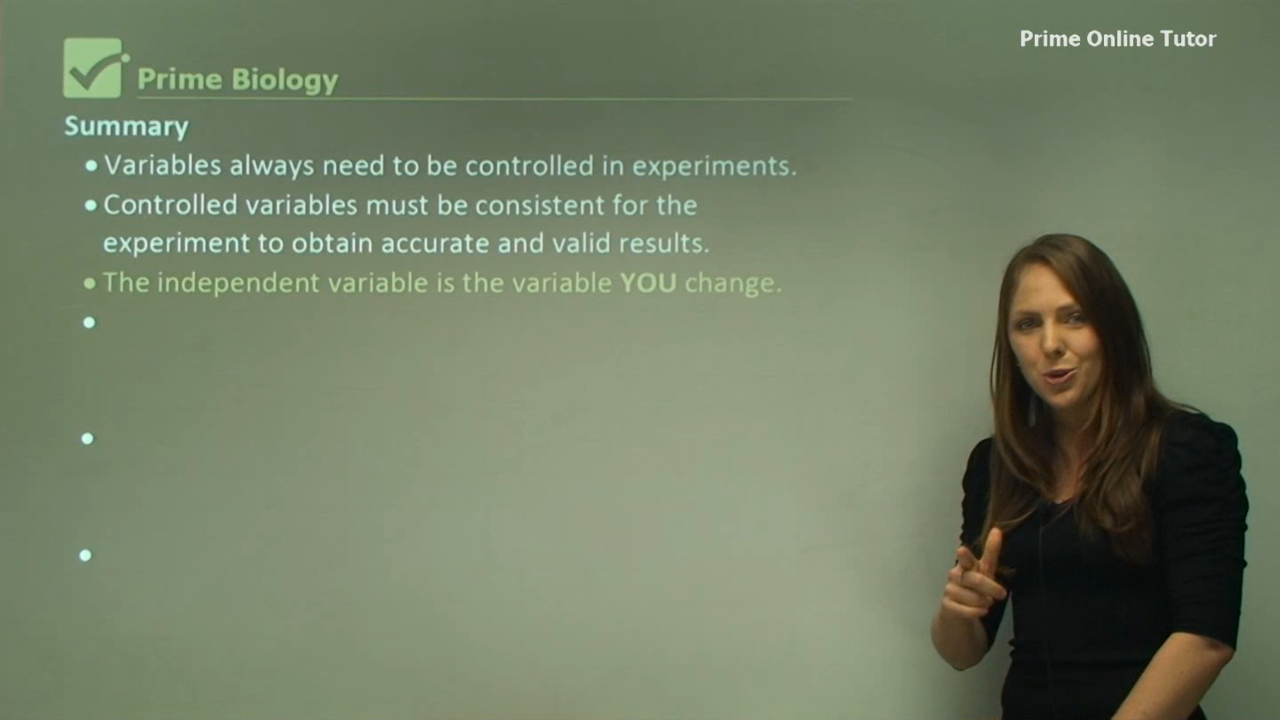 Prime Online Tutor
Prime Biology
Summary
• Variables always need to be controlled in experiments.
• Controlled variables must be consistent for the
experiment to obtain accurate and valid results.
• The independent variable is the variable YOU change.
•
•
•